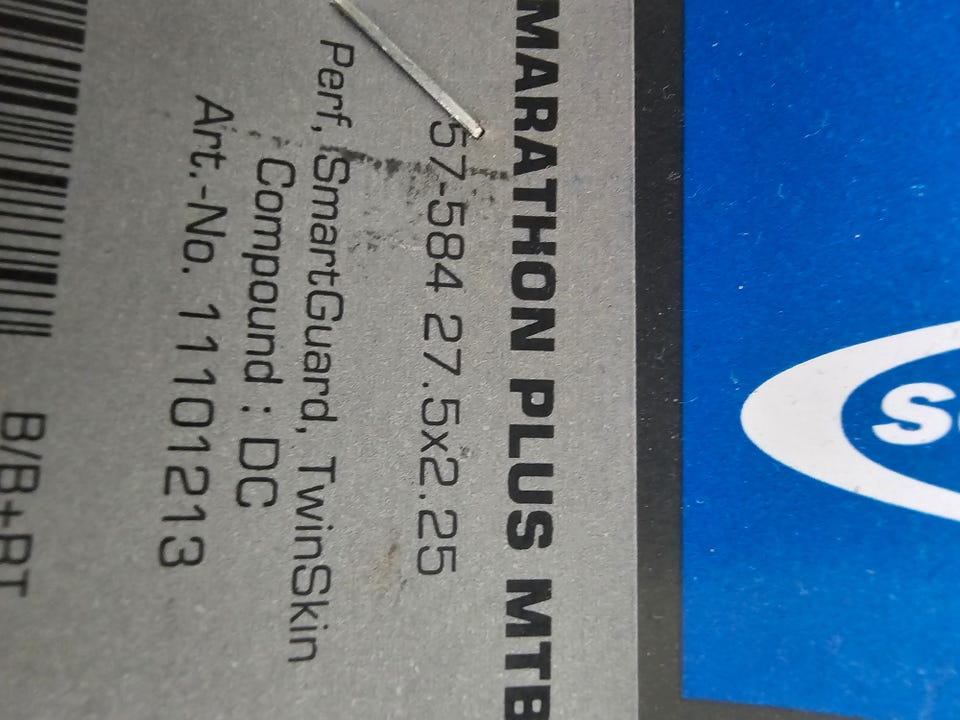 MARATHON PLUS MTB
57-584 27.5x2.25
Perf, SmartGuard, TwinSkin
Compound : DC
Art.-No. 11101213
B/B+RT